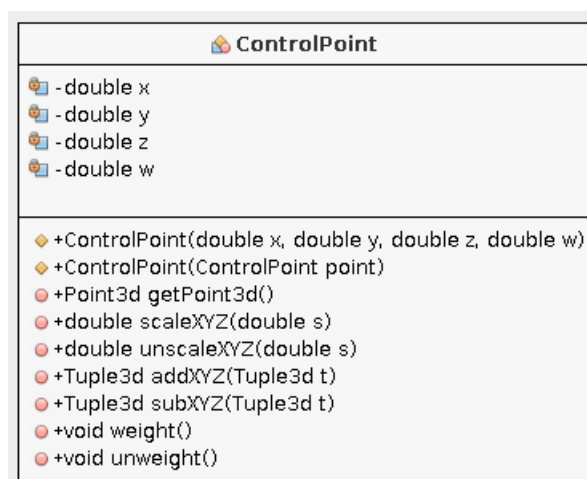 ControlPoint
-double x
-double y
-double z
-double w
+ControlPoint(double x, double y, double z, double w)
+ControlPoint(ControlPoint point)
+Point3d getPoint3d()
+double scaleXYZ(double s)
+double unscaleXYZ(double s)
+Tuple3d addXYZ(Tuple3d t)
+Tuple3d subXYZ(Tuple3d t)
+void weight()
+void unweight()